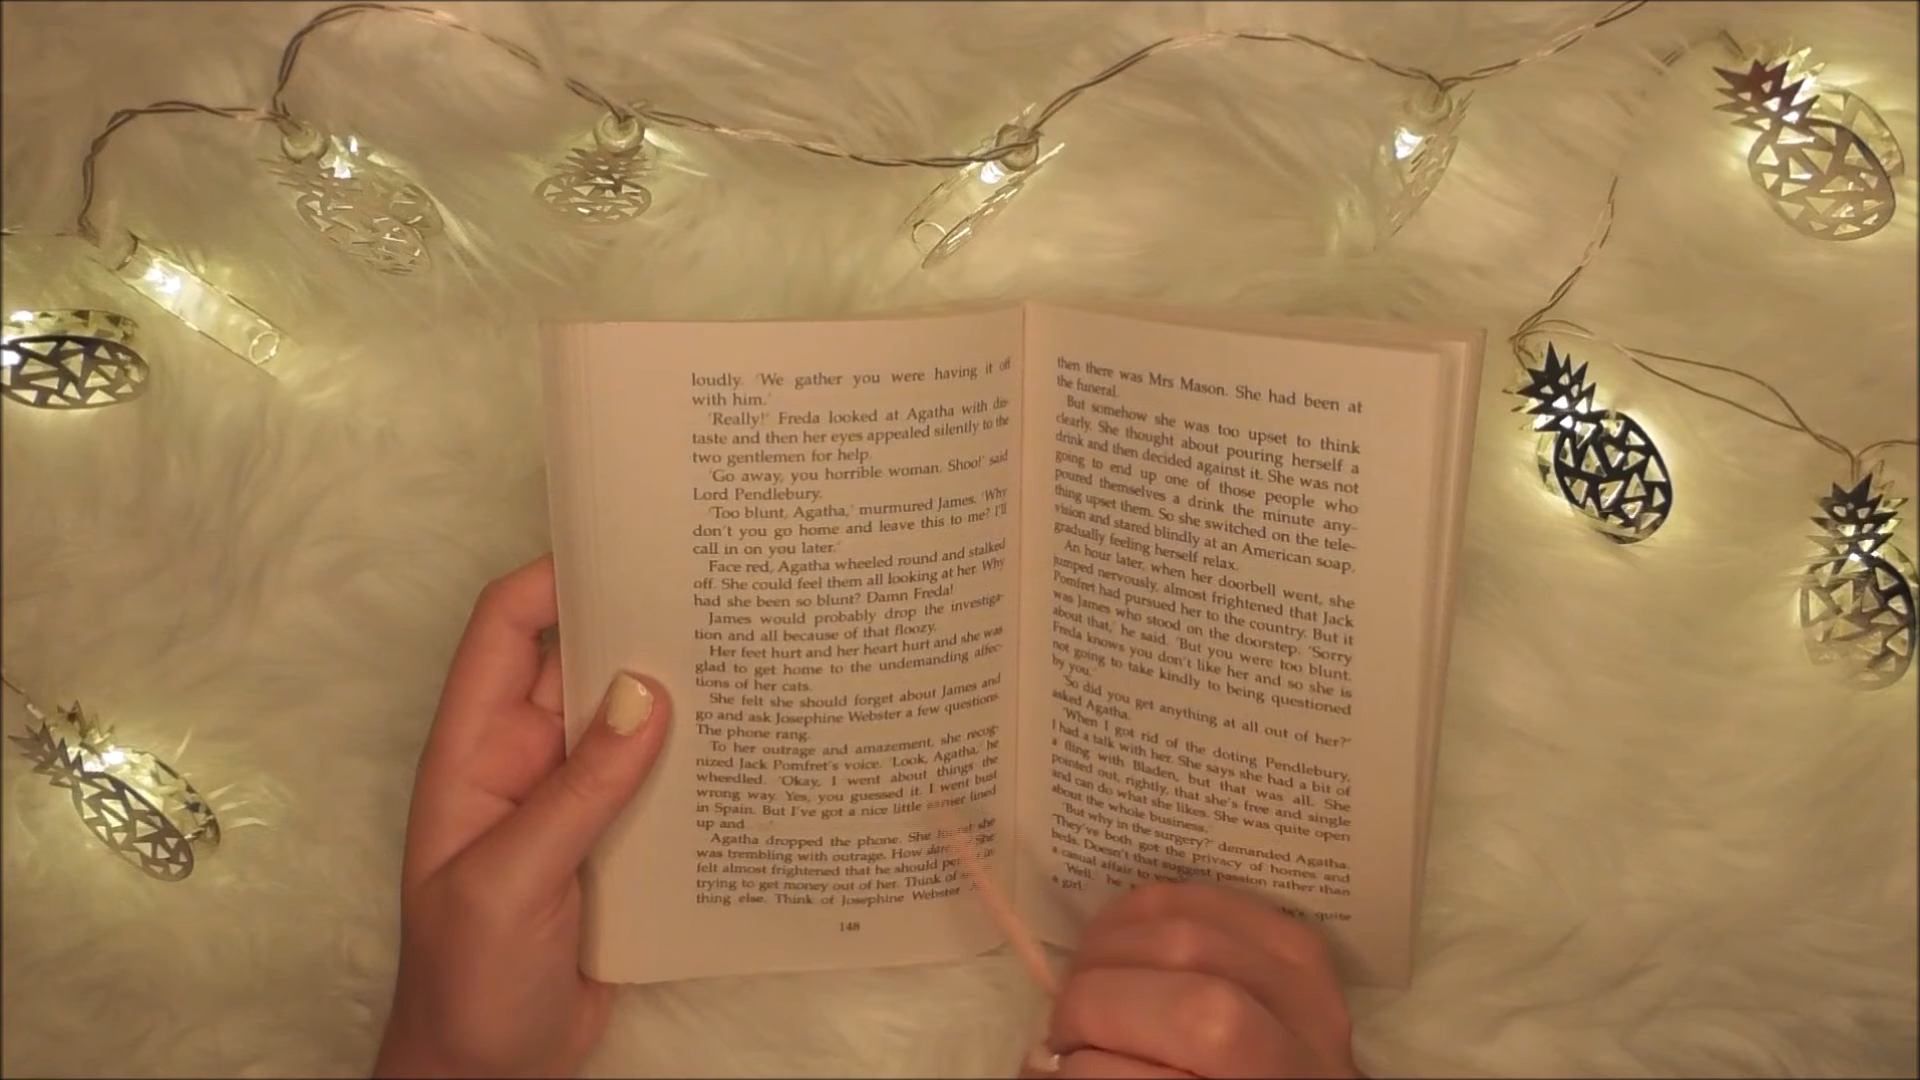 loudly. 'We gather you were having it off
with him.'
'Really!' Freda looked at Agatha with dis-
taste and then her eyes appealed silently to the
two gentlemen for help.
'Go away, you horrible woman. Shoo!' said
Lord Pendlebury.
'Too blunt, Agatha,' murmured James. 'Why
don't you go home and leave this to me? I'll
call in on you later.'
Face red, Agatha wheeled round and stalked
off. She could feel them all looking at her. Why
had she been so blunt? Damn Freda!
James would probably drop the investiga-
tion and all because of that floozy.
Her feet hurt and her heart hurt and she was
glad to get home to the undemanding affec-
tions of her cats.
She felt she should forget about James and
go and ask Josephine Webster a few questions.
The phone rang.
To her outrage and amazement, she recog-
nized Jack Pomfret's voice. 'Look, Agatha,' he
wheedled. 'Okay, I went about things the
wrong way. Yes, you guessed it. I went bust
in Spain. But I've got a nice little earner lined
up and
Agatha dropped the phone. She she
was trembling with outrage. How She
felt almost frightened that he should
trying to get money out of her. Think of
thing else. Think of Josephine Webster
148
then there was Mrs Mason. She had been at
the funeral.
But somehow she was too upset to think
clearly. She thought about pouring herself a
drink and then decided against it. She was not
going to end up one of those people who
poured themselves a drink the minute any-
thing upset them. So she switched on the tele-
vision and stared blindly at an American soap,
gradually feeling herself relax.
An hour later, when her doorbell went, she
jumped nervously, almost frightened that Jack
Pomfret had pursued her to the country. But it
was James who stood on the doorstep. 'Sorry
about that,' he said. 'But you were too blunt.
Freda knows you don't like her and so she is
not going to take kindly to being questioned
by you.'
'So did you get anything at all out of her?'
asked Agatha.
'When I got rid of the doting Pendlebury,
I had a talk with her. She says she had a bit of
a fling with Bladen, but that was all. She
pointed out, rightly, that she's free and single
and can do what she likes. She was quite open
about the whole business.'
'But why in the surgery?' demanded Agatha.
'They've both got the privacy of homes and
beds. Doesn't that suggest passion rather than
a casual affair to
'Well,' he quite
a girl.'